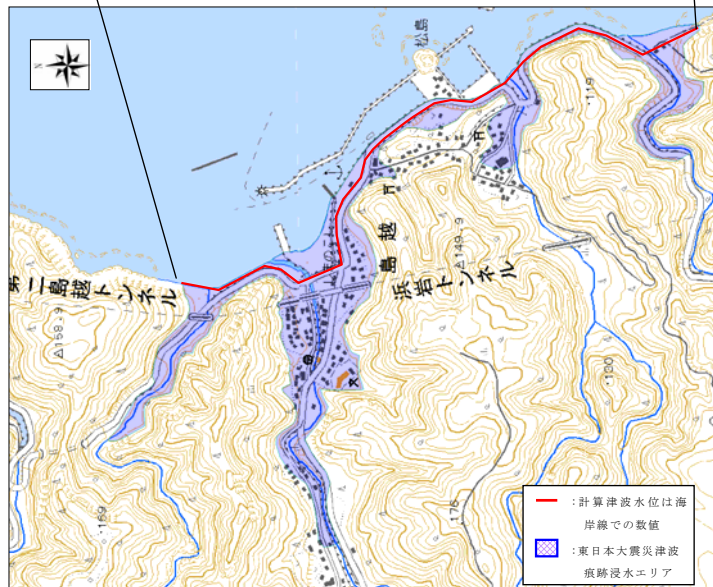 N
松島
119
第二島越トンネル
島越
149.9
浜岩トンネル
158.9
130
159
176
:計算津波水位は海
岸線での数値
:東日本大震災津波
痕跡浸水エリア